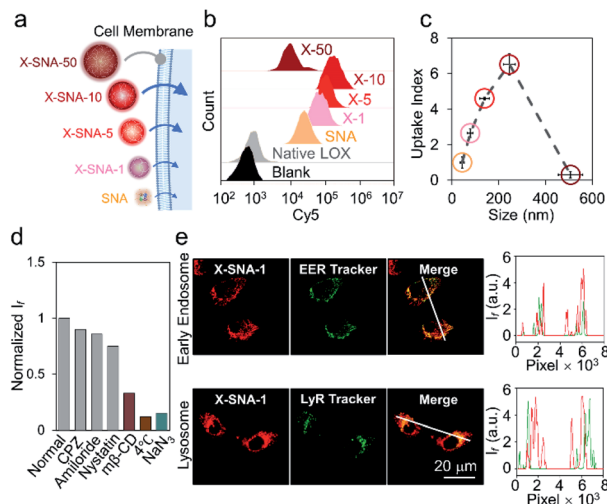 a
Cell Membrane
X-SNA-50
X-SNA-10
X-SNA-5
X-SNA-1
SNA
b
Count
X-50
X-10
X-5
X-1
SNA
Native LOX
Blank
10² 10³ 10⁴ 10⁵ 10⁶ 10⁷
Cy5
c
Uptake Index
8
6
4
2
0
0 200 400 600
Size (nm)
d
Normalized I_f
1.5
1
0.5
0
Normal
CPZ
Amiloride
Nystatin
mβ-CD
4℃
NaN₃
e
Early Endosome
X-SNA-1 EER Tracker Merge
I_f (a.u.)
6
4
2
0
0 2 4 6 8
Pixel × 10³
Lysosome
X-SNA-1 LyR Tracker Merge
20 μm
I_f (a.u.)
6
4
2
0
0 2 4 6 8
Pixel × 10³